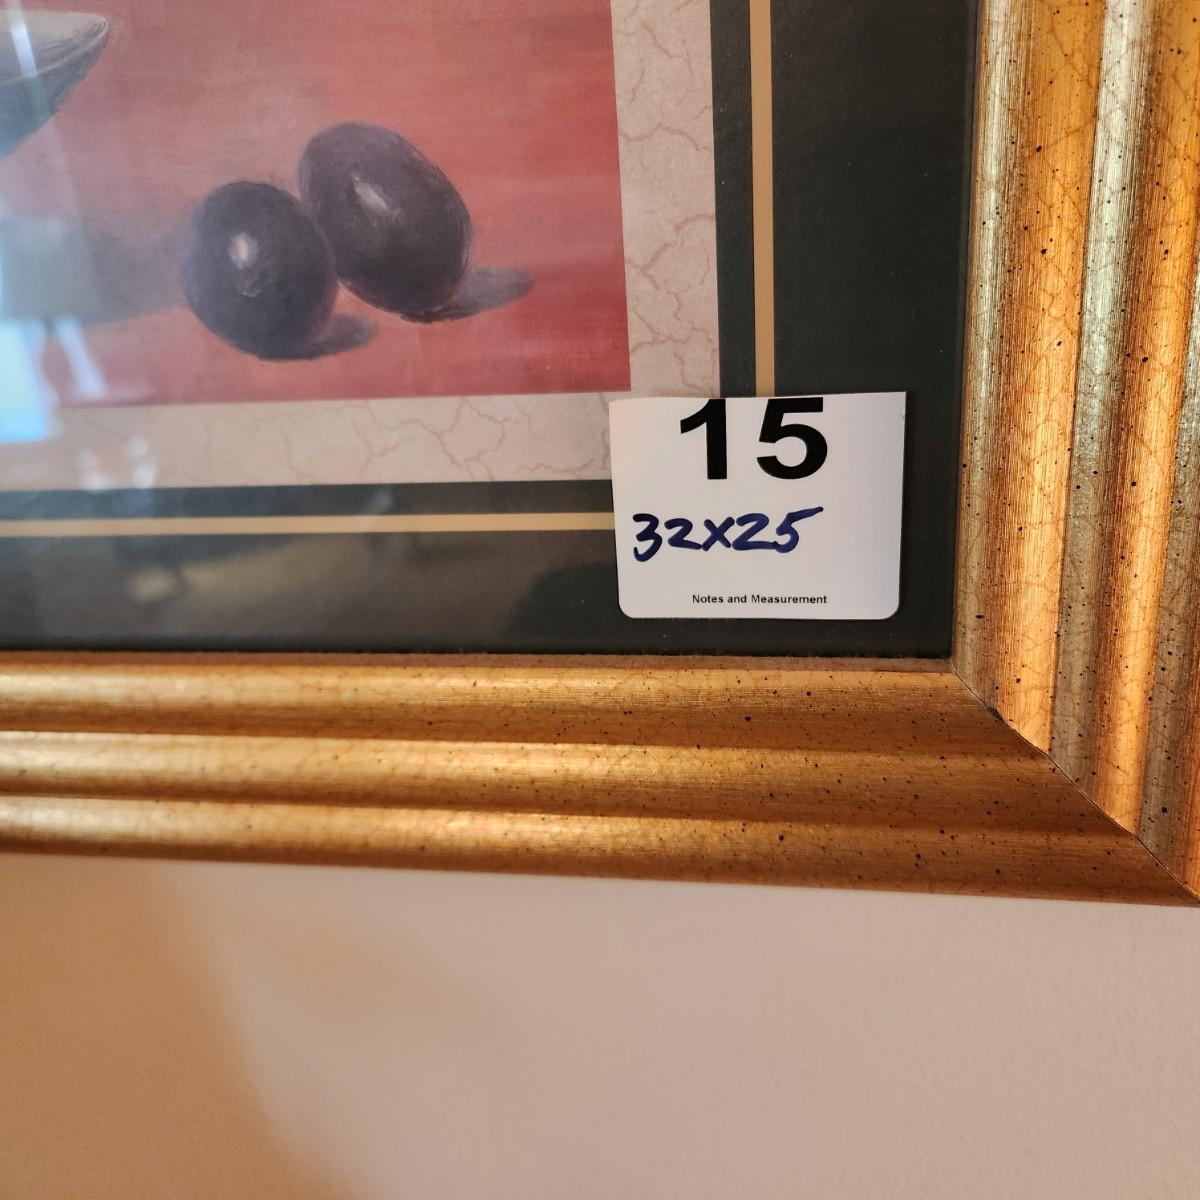 15
32x25
Notes and Measurement